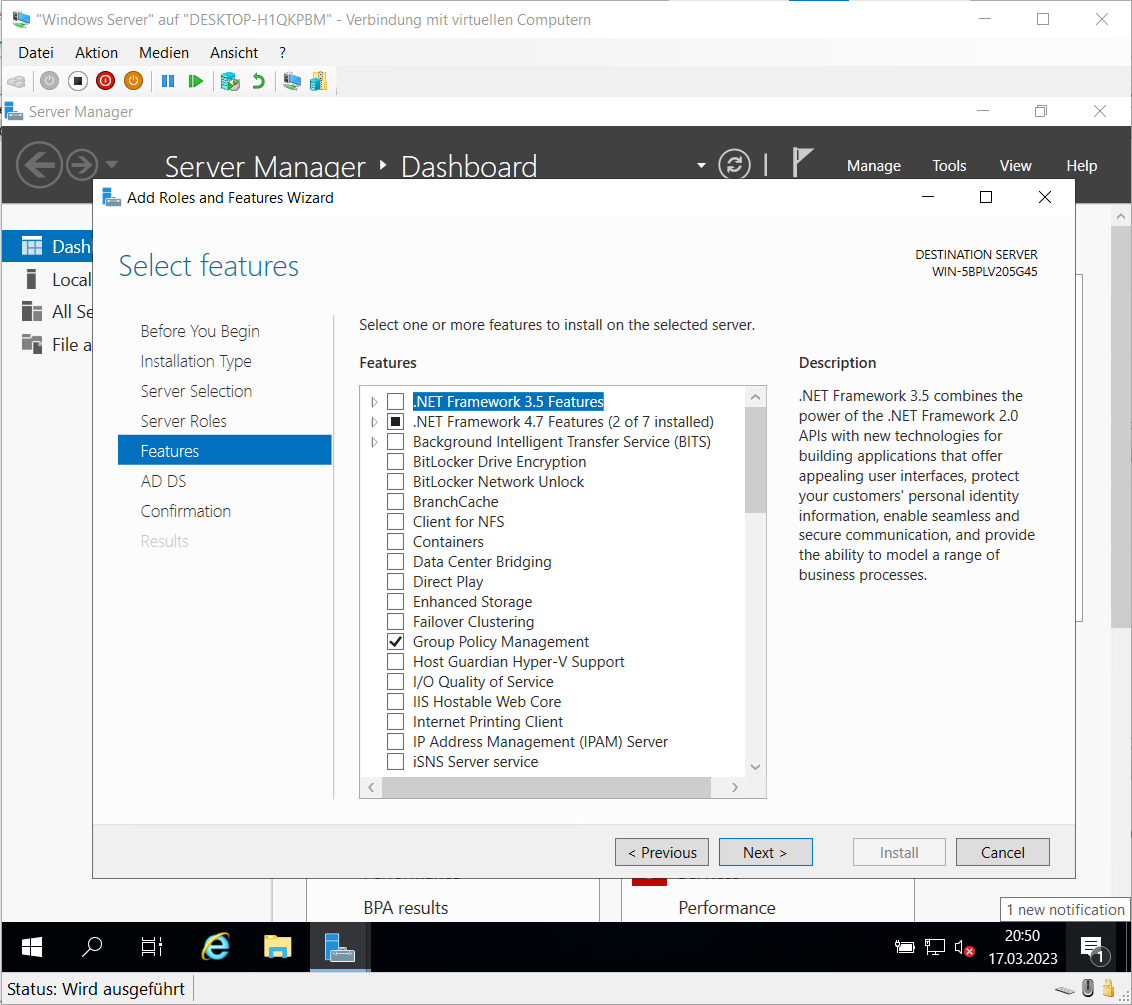 "Windows Server" auf "DESKTOP-H1QKPBM" - Verbindung mit virtuellen Computern
Datei Aktion Medien Ansicht ?
Server Manager
Server Manager ‣ Dashboard
Manage Tools View Help
Add Roles and Features Wizard
Dashl
Local
All Se
File a
Select features
DESTINATION SERVER
WIN-5BPLV205G45
Before You Begin
Installation Type
Server Selection
Server Roles
Features
AD DS
Confirmation
Results
Select one or more features to install on the selected server.
Features
.NET Framework 3.5 Features
.NET Framework 4.7 Features (2 of 7 installed)
Background Intelligent Transfer Service (BITS)
BitLocker Drive Encryption
BitLocker Network Unlock
BranchCache
Client for NFS
Containers
Data Center Bridging
Direct Play
Enhanced Storage
Failover Clustering
Group Policy Management
Host Guardian Hyper-V Support
I/O Quality of Service
IIS Hostable Web Core
Internet Printing Client
IP Address Management (IPAM) Server
iSNS Server service
Description
.NET Framework 3.5 combines the
power of the .NET Framework 2.0
APIs with new technologies for
building applications that offer
appealing user interfaces, protect
your customers' personal identity
information, enable seamless and
secure communication, and provide
the ability to model a range of
business processes.
< Previous
Next >
Install
Cancel
BPA results
Performance
1 new notification
20:50
17.03.2023
1
Status: Wird ausgeführt